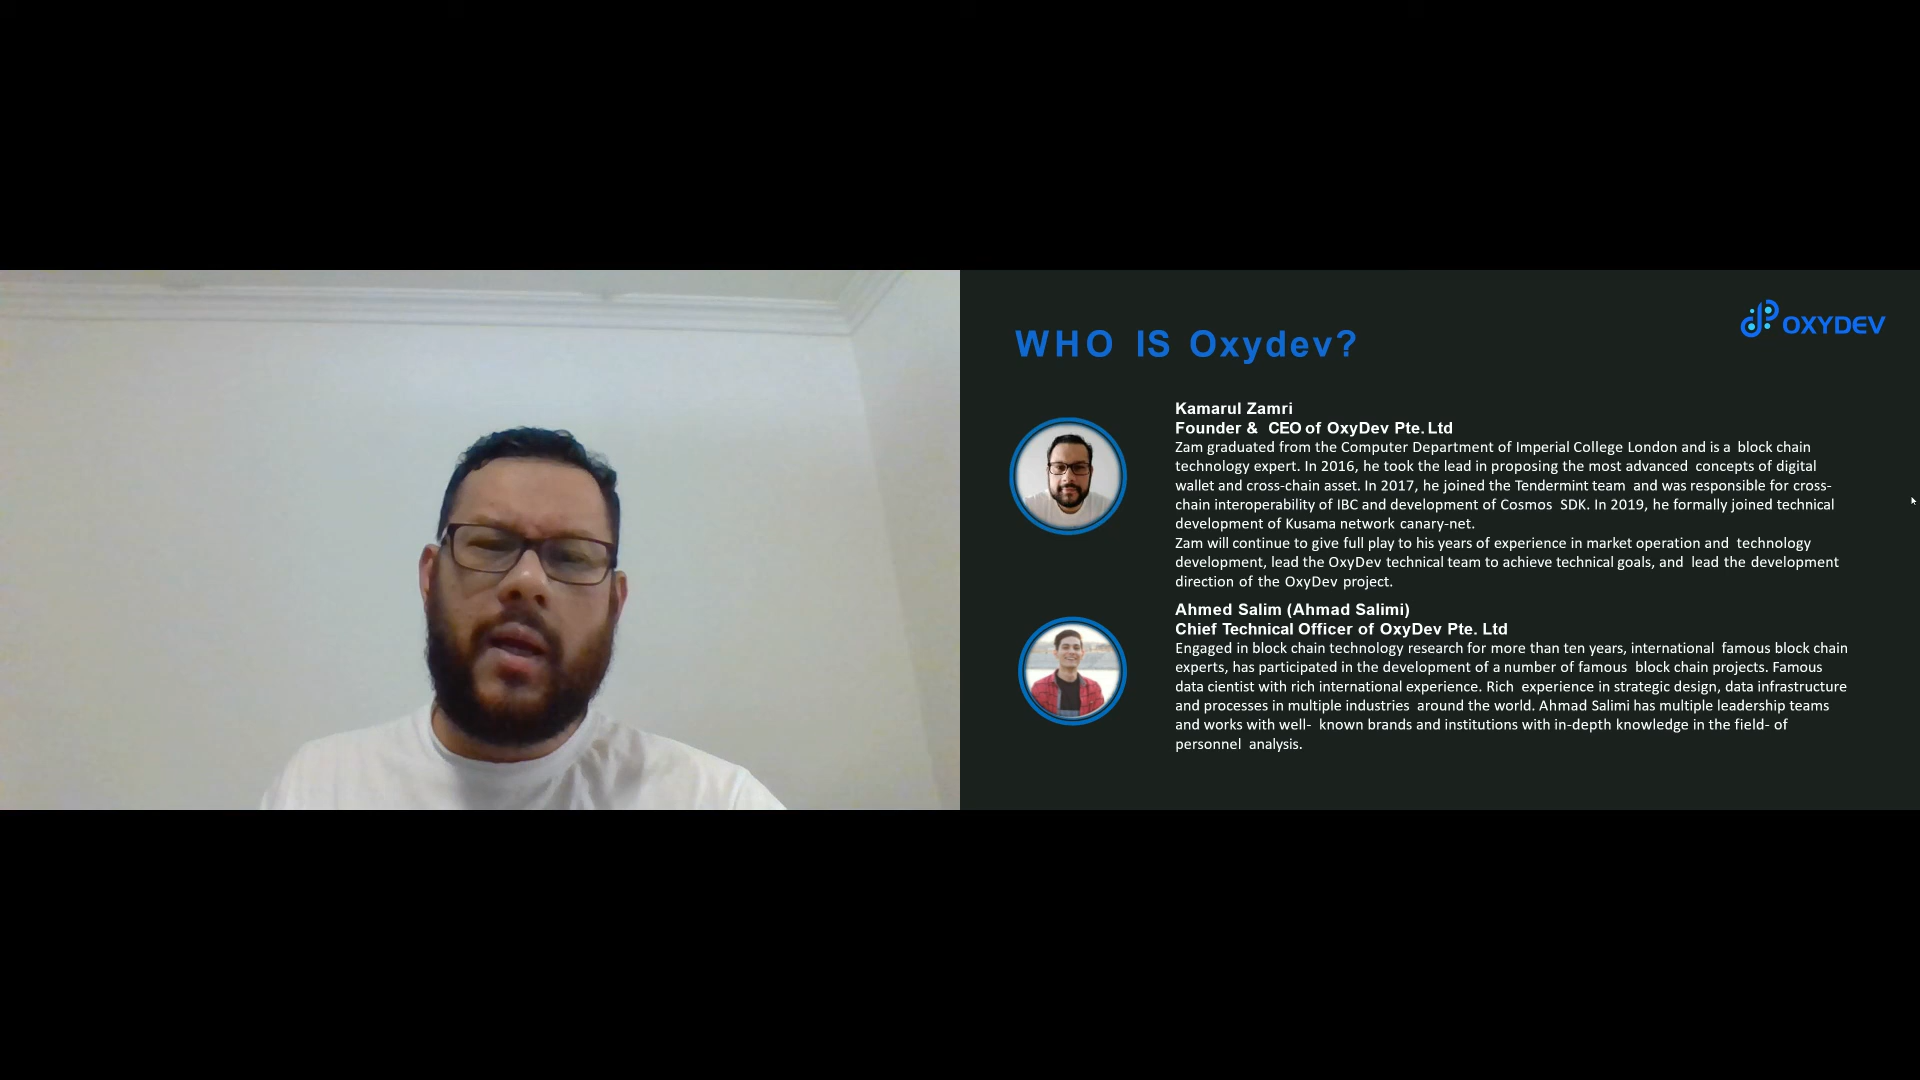 OXYDEV
WHO IS Oxydev?
Kamarul Zamri
Founder & CEO of OxyDev Pte. Ltd
Zam graduated from the Computer Department of Imperial College London and is a block chain
technology expert. In 2016, he took the lead in proposing the most advanced concepts of digital
wallet and cross-chain asset. In 2017, he joined the Tendermint team and was responsible for cross-
chain interoperability of IBC and development of Cosmos SDK. In 2019, he formally joined technical
development of Kusama network canary-net.
Zam will continue to give full play to his years of experience in market operation and technology
development, lead the OxyDev technical team to achieve technical goals, and lead the development
direction of the OxyDev project.
Ahmed Salim (Ahmad Salimi)
Chief Technical Officer of OxyDev Pte. Ltd
Engaged in block chain technology research for more than ten years, international famous block chain
experts, has participated in the development of a number of famous block chain projects. Famous
data cientist with rich international experience. Rich experience in strategic design, data infrastructure
and processes in multiple industries around the world. Ahmad Salimi has multiple leadership teams
and works with well- known brands and institutions with in-depth knowledge in the field- of
personnel analysis.